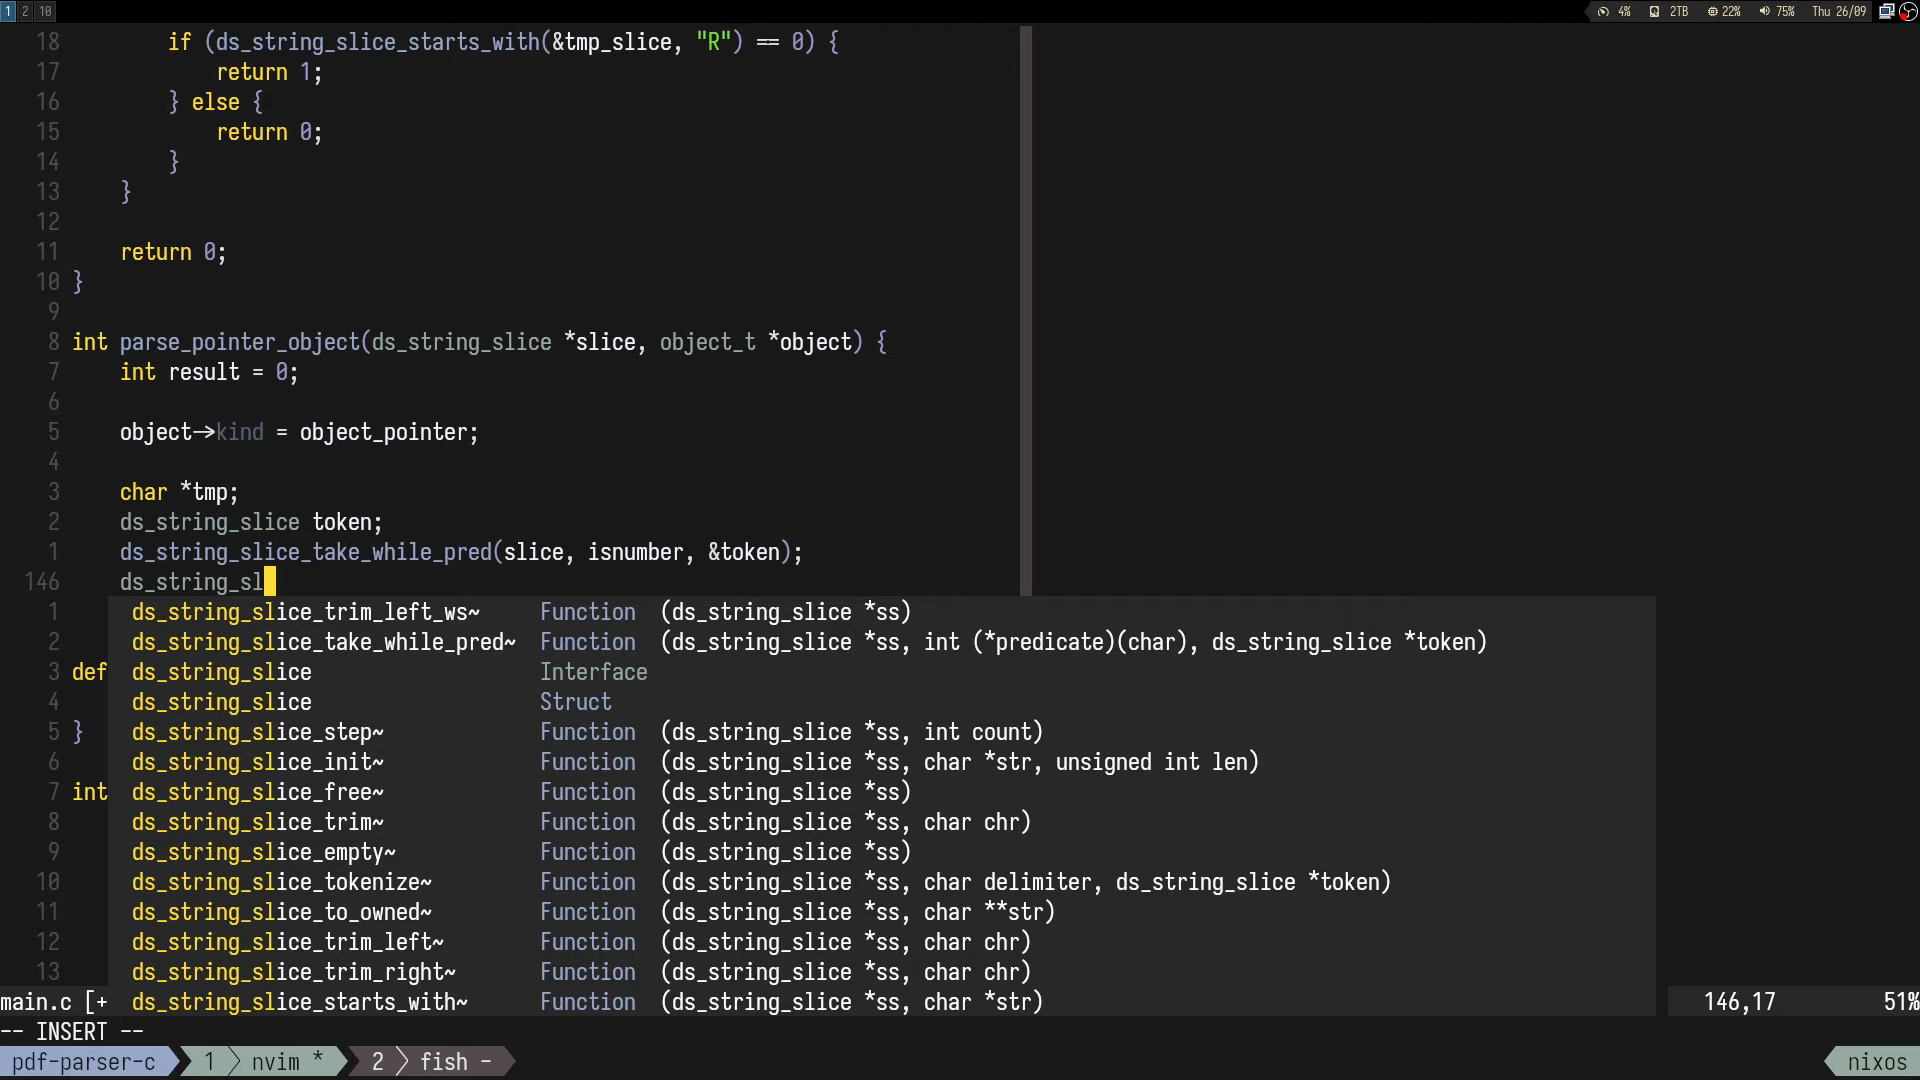 1 2 10 4% 2TB 22% 75% Thu 26/09
18 if (ds_string_slice_starts_with(&tmp_slice, "R") == 0) {
17 return 1;
16 } else {
15 return 0;
14 }
13 }
12
11 return 0;
10 }
9
8 int parse_pointer_object(ds_string_slice *slice, object_t *object) {
7 int result = 0;
6
5 object->kind = object_pointer;
4
3 char *tmp;
2 ds_string_slice token;
1 ds_string_slice_take_while_pred(slice, isnumber, &token);
146 ds_string_sl
1 ds_string_slice_trim_left_ws~ Function (ds_string_slice *ss)
2 ds_string_slice_take_while_pred~ Function (ds_string_slice *ss, int (*predicate)(char), ds_string_slice *token)
3 def ds_string_slice Interface
4 ds_string_slice Struct
5 } ds_string_slice_step~ Function (ds_string_slice *ss, int count)
6 ds_string_slice_init~ Function (ds_string_slice *ss, char *str, unsigned int len)
7 int ds_string_slice_free~ Function (ds_string_slice *ss)
8 ds_string_slice_trim~ Function (ds_string_slice *ss, char chr)
9 ds_string_slice_empty~ Function (ds_string_slice *ss)
10 ds_string_slice_tokenize~ Function (ds_string_slice *ss, char delimiter, ds_string_slice *token)
11 ds_string_slice_to_owned~ Function (ds_string_slice *ss, char **str)
12 ds_string_slice_trim_left~ Function (ds_string_slice *ss, char chr)
13 ds_string_slice_trim_right~ Function (ds_string_slice *ss, char chr)
main.c [+ ds_string_slice_starts_with~ Function (ds_string_slice *ss, char *str) 146,17 51%
-- INSERT --
pdf-parser-c 1 nvim * 2 fish - nixos